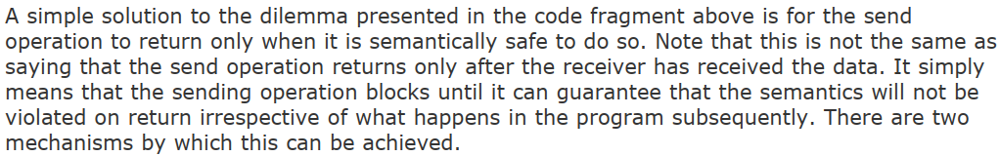 A simple solution to the dilemma presented in the code fragment above is for the send
operation to return only when it is semantically safe to do so. Note that this is not the same as
saying that the send operation returns only after the receiver has received the data. It simply
means that the sending operation blocks until it can guarantee that the semantics will not be
violated on return irrespective of what happens in the program subsequently. There are two
mechanisms by which this can be achieved.